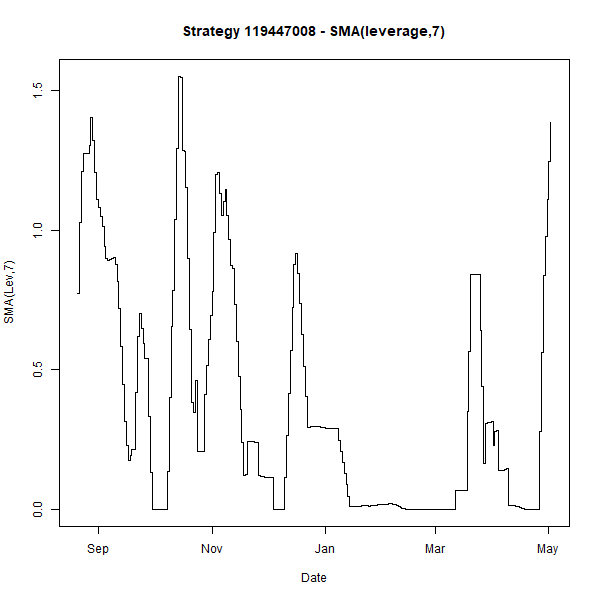 Strategy 119447008 - SMA(leverage,7)
SMA(Lev,7)
1.5
1.0
0.5
0.0
Sep Nov Jan Mar May
Date